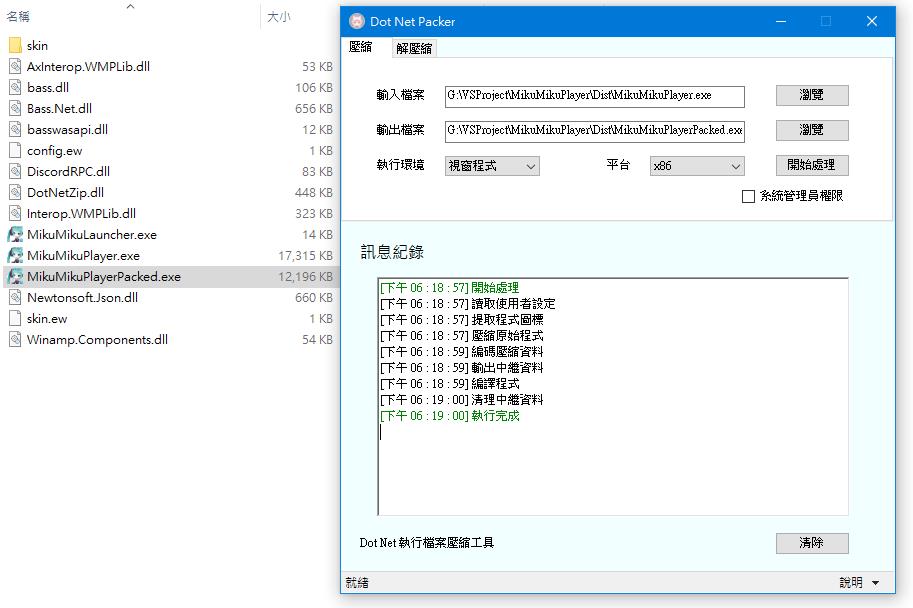 名稱 大小
skin
AxInterop.WMPLib.dll 53 KB
bass.dll 106 KB
Bass.Net.dll 656 KB
basswasapi.dll 12 KB
config.ew 1 KB
DiscordRPC.dll 83 KB
DotNetZip.dll 448 KB
Interop.WMPLib.dll 323 KB
MikuMikuLauncher.exe 14 KB
MikuMikuPlayer.exe 17,315 KB
MikuMikuPlayerPacked.exe 12,196 KB
Newtonsoft.Json.dll 660 KB
skin.ew 1 KB
Winamp.Components.dll 54 KB
Dot Net Packer
壓縮 解壓縮
輸入檔案 G:\VSProject\MikuMikuPlayer\Dist\MikuMikuPlayer.exe 瀏覽
輸出檔案 G:\VSProject\MikuMikuPlayer\Dist\MikuMikuPlayerPacked.exe 瀏覽
執行環境 視窗程式 平台 x86 開始處理
系統管理員權限
訊息紀錄
[下午 06 : 18 : 57] 開始處理
[下午 06 : 18 : 57] 讀取使用者設定
[下午 06 : 18 : 57] 提取程式圖標
[下午 06 : 18 : 57] 壓縮原始程式
[下午 06 : 18 : 59] 編碼壓縮資料
[下午 06 : 18 : 59] 輸出中繼資料
[下午 06 : 18 : 59] 編譯程式
[下午 06 : 19 : 00] 清理中繼資料
[下午 06 : 19 : 00] 執行完成
Dot Net 執行檔案壓縮工具 清除
就緒 說明